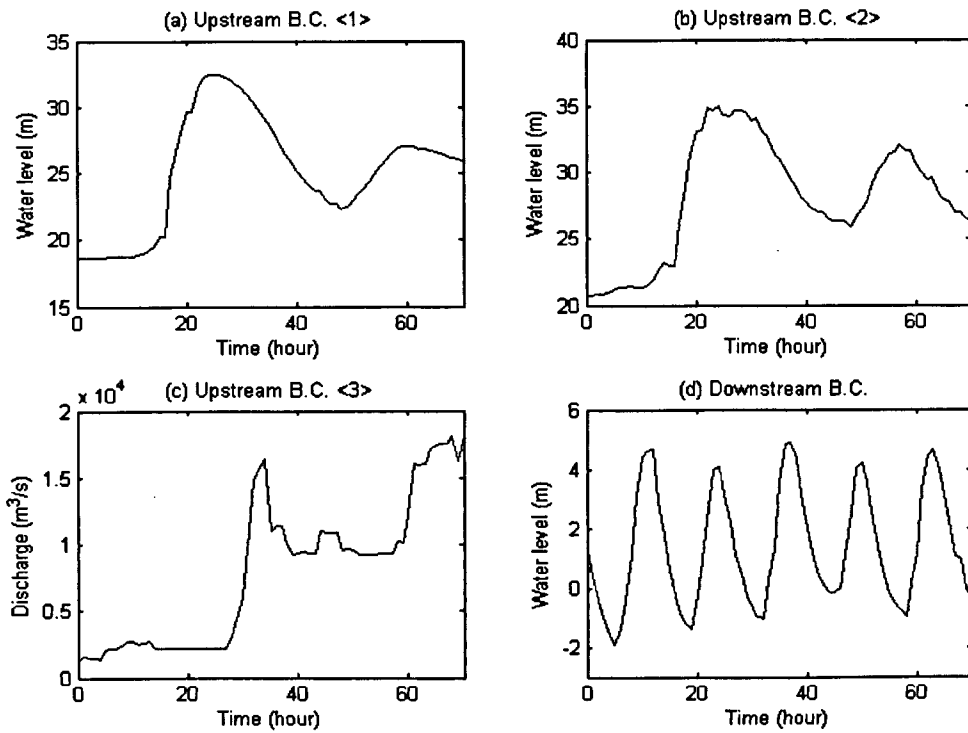 (a) Upstream B.C. <1>
Water level (m)
35
30
25
20
15
0 20 40 60
Time (hour)
(b) Upstream B.C. <2>
Water level (m)
40
35
30
25
20
0 20 40 60
Time (hour)
(c) Upstream B.C. <3>
x 10^4
Discharge (m^3/s)
2
1.5
1
0.5
0
0 20 40 60
Time (hour)
(d) Downstream B.C.
Water level (m)
6
4
2
0
-2
0 20 40 60
Time (hour)